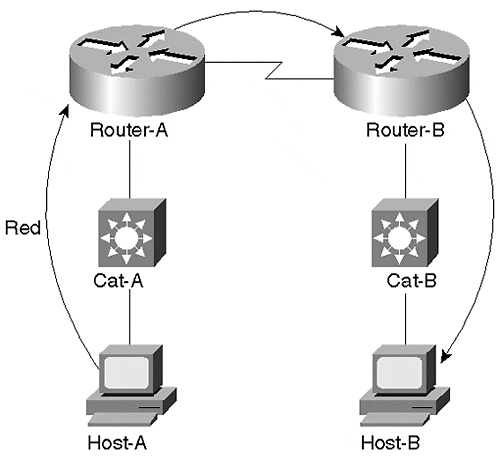 Router-A
Router-B
Red
Cat-A
Cat-B
Host-A
Host-B